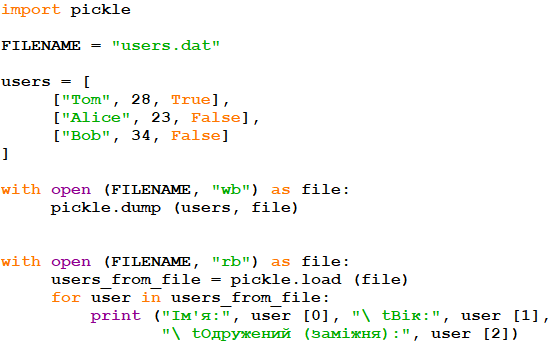 import pickle
FILENAME = "users.dat"
users = [
["Tom", 28, True],
["Alice", 23, False],
["Bob", 34, False]
]
with open (FILENAME, "wb") as file:
pickle.dump (users, file)
with open (FILENAME, "rb") as file:
users_from_file = pickle.load (file)
for user in users_from_file:
print ("Ім'я:", user [0], "\ tВік:", user [1],
"\ tОдружений (заміжня):", user [2])